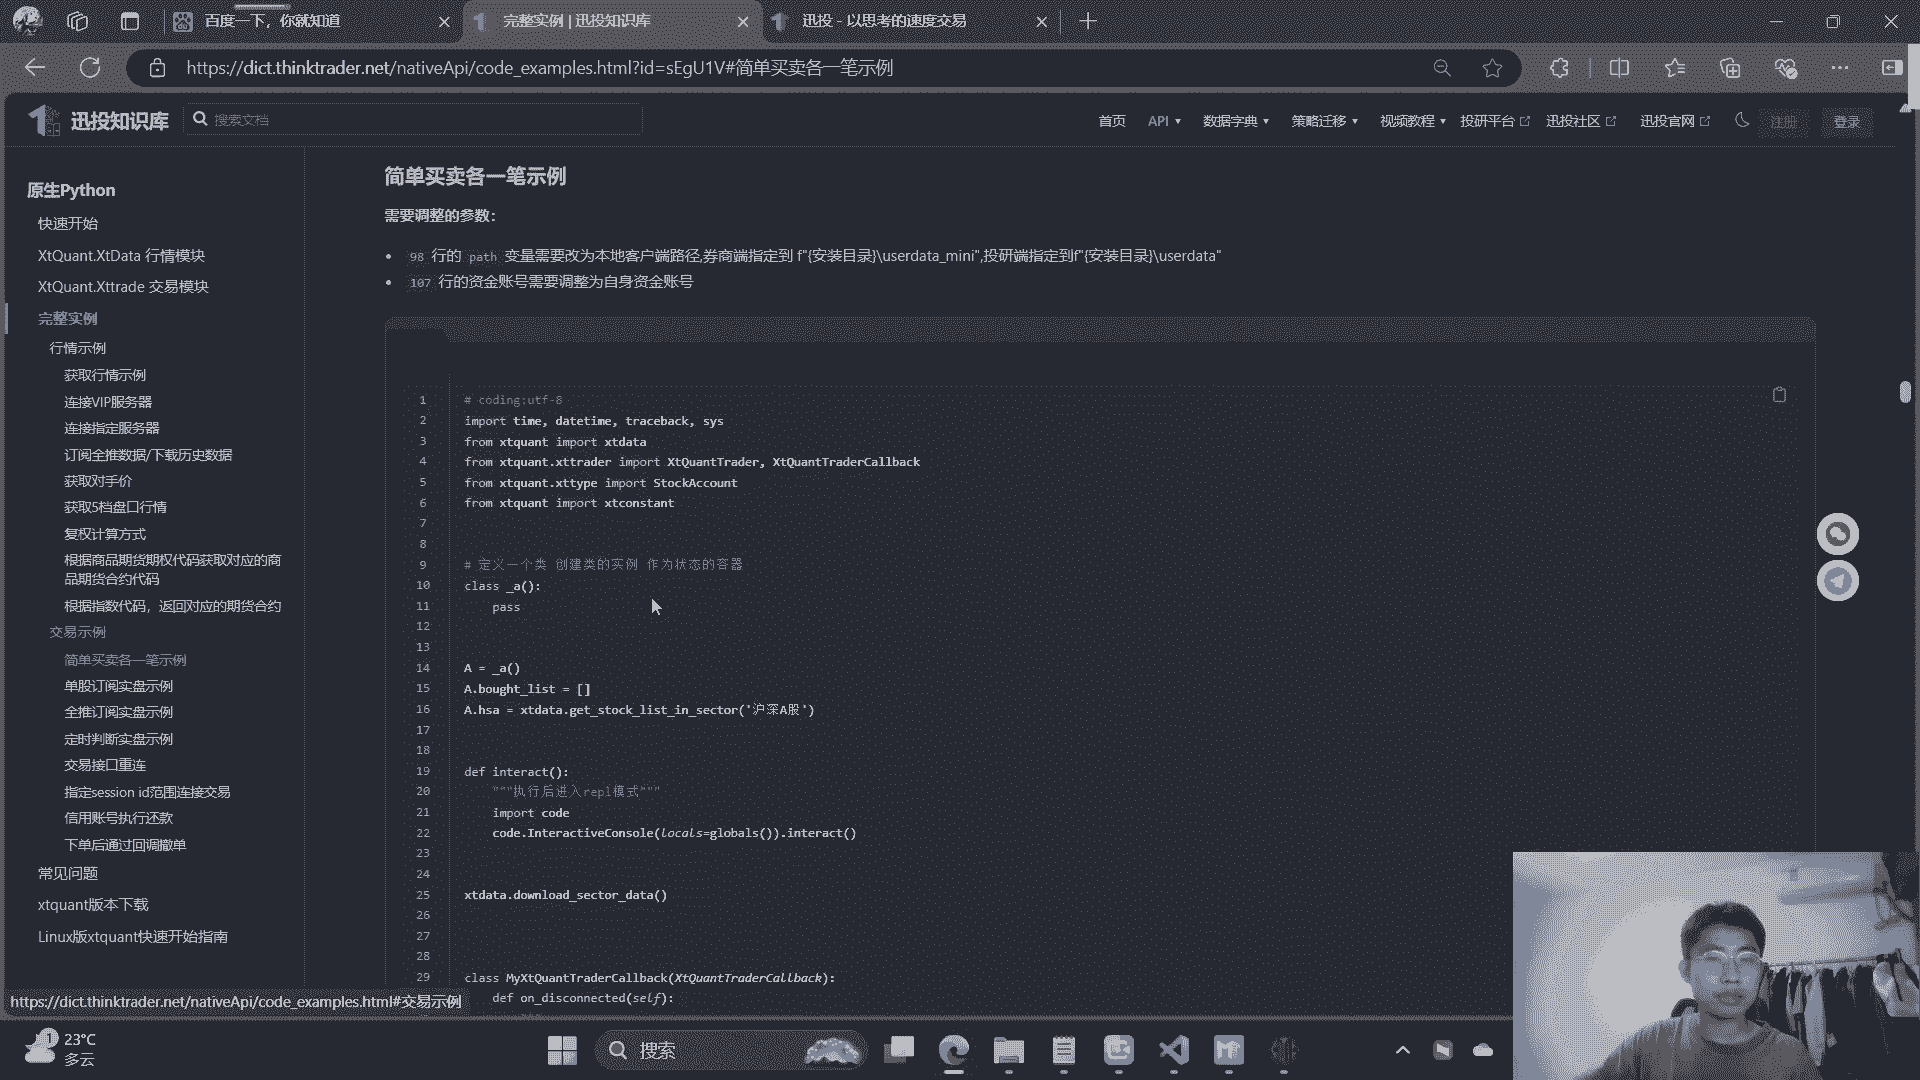 百度一下，你就知道
完整实例 | 迅投知识库
迅投 - 以思考的速度交易
https://dict.thinktrader.net/nativeApi/code_examples.html?id=sEgU1V#简单买卖各一笔示例
迅投知识库
搜索文档
首页
API
数据字典
策略迁移
视频教程
投研平台
迅投社区
迅投官网
注册
登录
原生Python
快速开始
XtQuant.XtData 行情模块
XtQuant.Xttrade 交易模块
完整实例
行情示例
获取行情示例
连接VIP服务器
连接指定服务器
订阅全推数据/下载历史数据
获取对手价
获取5档盘口行情
复权计算方式
根据商品期货期权代码获取对应的商
品期货合约代码
根据指数代码，返回对应的期货合约
交易示例
简单买卖各一笔示例
单股订阅实盘示例
全推订阅实盘示例
定时判断实盘示例
交易接口重连
指定session id范围连接交易
信用账号执行还款
下单后通过回调撤单
常见问题
xtquant版本下载
Linux版xtquant快速开始指南
简单买卖各一笔示例
需要调整的参数：
98 行的 path 变量需要改为本地客户端路径,券商端指定到 f"{安装目录}\userdata_mini",投研端指定到f"{安装目录}\userdata"
107 行的资金账号需要调整为自身资金账号
1 # coding:utf-8
2 import time, datetime, traceback, sys
3 from xtquant import xtdata
4 from xtquant.xttrader import XtQuantTrader, XtQuantTraderCallback
5 from xtquant.xttype import StockAccount
6 from xtquant import xtconstant
7
8
9 # 定义一个类 创建类的实例 作为状态的容器
10 class _a():
11 pass
12
13
14 A = _a()
15 A.bought_list = []
16 A.hsa = xtdata.get_stock_list_in_sector('沪深A股')
17
18
19 def interact():
20 """执行后进入repl模式"""
21 import code
22 code.InteractiveConsole(locals=globals()).interact()
23
24
25 xtdata.download_sector_data()
26
27
28
29 class MyXtQuantTraderCallback(XtQuantTraderCallback):
def on_disconnected(self):
https://dict.thinktrader.net/nativeApi/code_examples.html#交易示例
1
23°C
多云
搜索